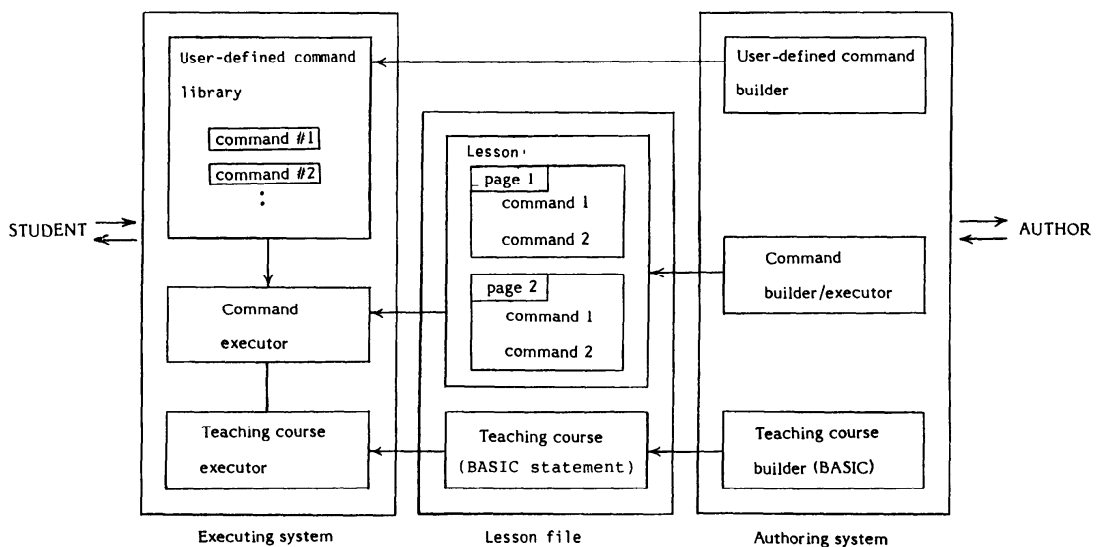 User-defined command
library
command #1
command #2
⋮
STUDENT
Command
executor
Teaching course
executor
Executing system
Lesson
page 1
command 1
command 2
page 2
command 1
command 2
Teaching course
(BASIC statement)
Lesson file
User-defined command
builder
Command
builder/executor
Teaching course
builder (BASIC)
Authoring system
AUTHOR